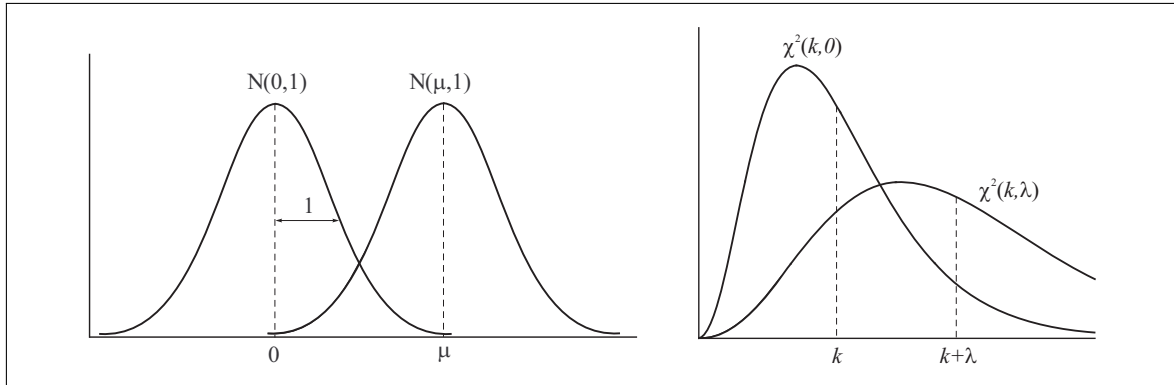 N(0,1)
N(μ,1)
1
0
μ
χ²(k,0)
χ²(k,λ)
k
k+λ